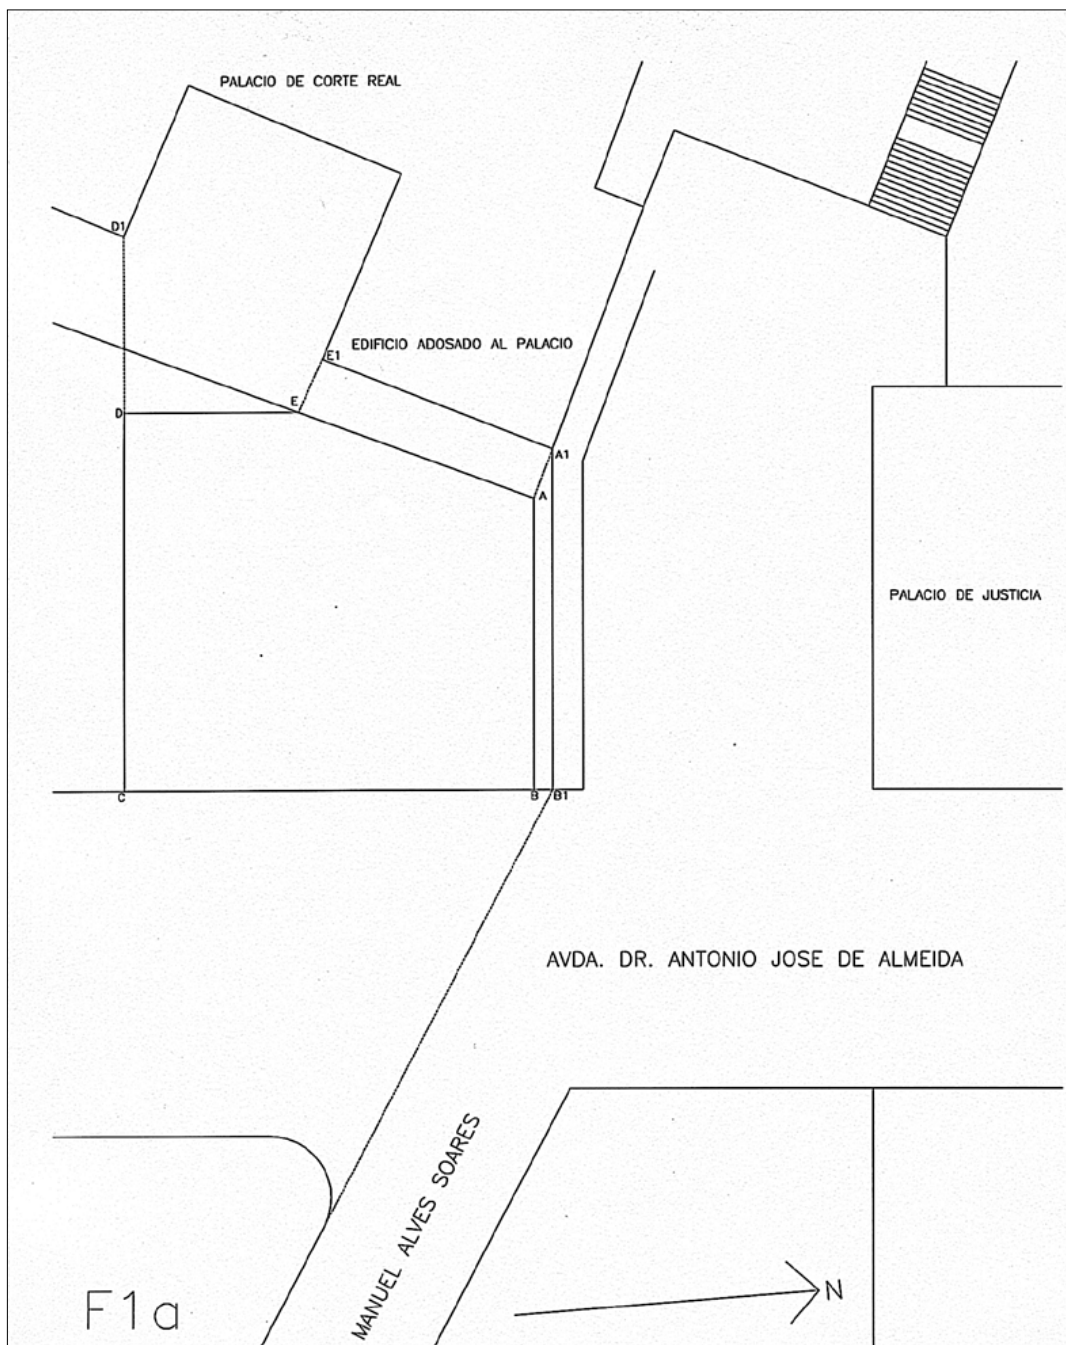 PALACIO DE CORTE REAL
D1
EDIFICIO ADOSADO AL PALACIO
E1
E
D
A1
A
PALACIO DE JUSTICIA
C
B
B1
AVDA. DR. ANTONIO JOSE DE ALMEIDA
MANUEL ALVES SOARES
N
F1a